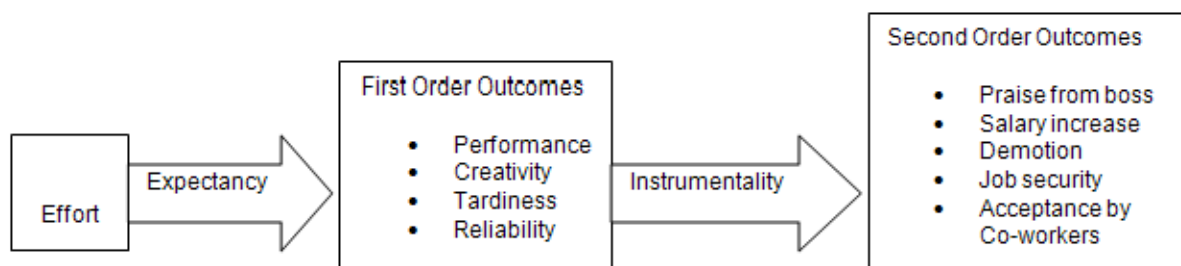 Effort
Expectancy
First Order Outcomes
• Performance
• Creativity
• Tardiness
• Reliability
Instrumentality
Second Order Outcomes
• Praise from boss
• Salary increase
• Demotion
• Job security
• Acceptance by
Co-workers